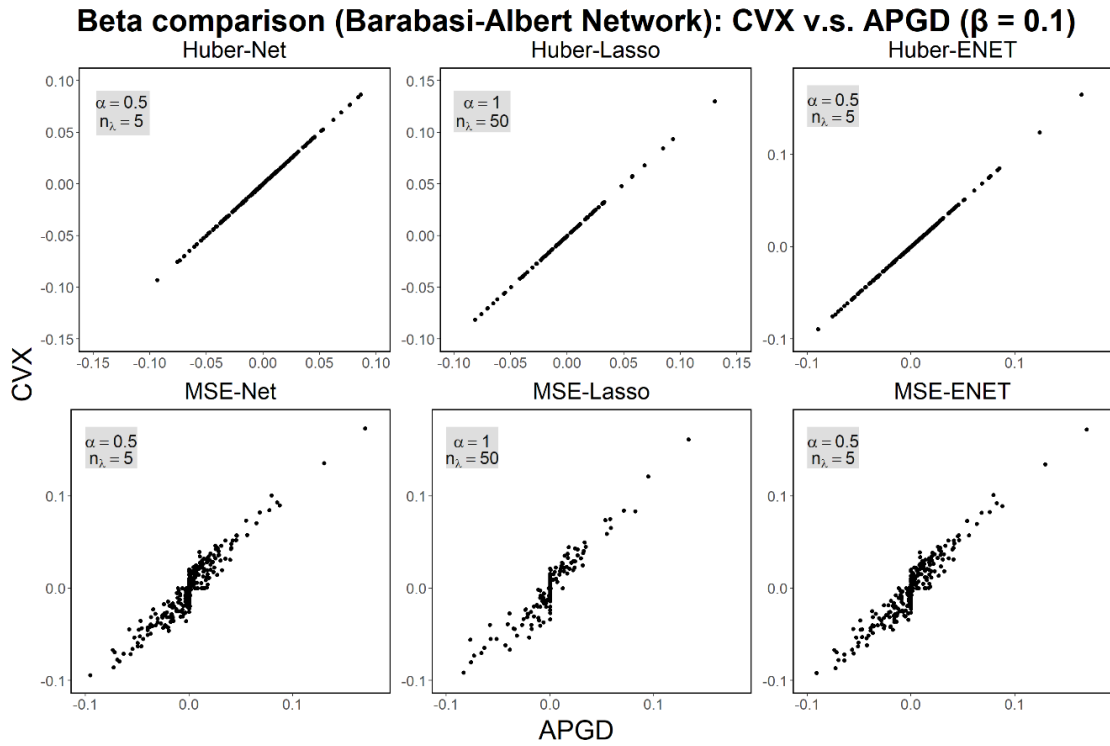 Beta comparison (Barabasi-Albert Network): CVX v.s. APGD (β = 0.1)
Huber-Net
Huber-Lasso
Huber-ENET
α = 0.5
nλ = 5
α = 1
nλ = 50
α = 0.5
nλ = 5
0.10
0.05
0.00
-0.05
-0.10
-0.15
-0.15
-0.10
-0.05
0.00
0.05
0.10
0.15
0.10
0.05
0.00
-0.05
-0.10
-0.10
-0.05
0.00
0.05
0.10
0.15
0.1
0.0
-0.1
-0.1
0.0
0.1
CVX
MSE-Net
MSE-Lasso
MSE-ENET
α = 0.5
nλ = 5
α = 1
nλ = 50
α = 0.5
nλ = 5
0.1
0.0
-0.1
-0.1
0.0
0.1
0.1
0.0
-0.1
-0.1
0.0
0.1
0.1
0.0
-0.1
-0.1
0.0
0.1
APGD